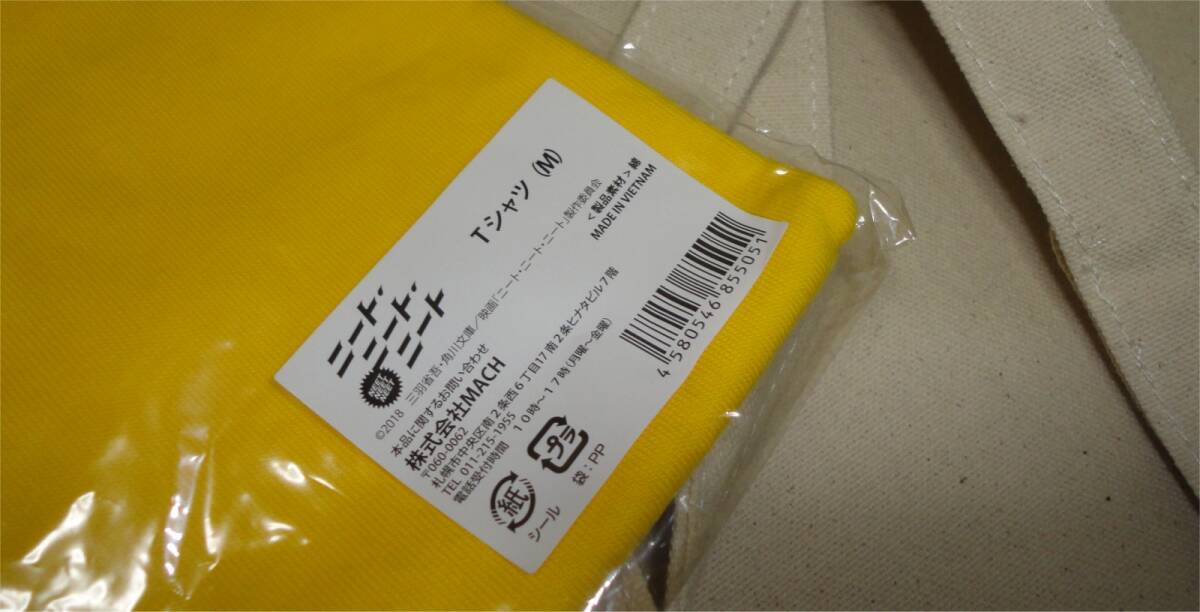 ニート・
ニート・
ニート
Tシャツ（M）
©2018 三羽省吾・角川文庫／映画「ニート・ニート・ニート」製作委員会
本品に関するお問い合わせ
株式会社MACH
〒060-0062
札幌市中央区南2条西6丁目17 南2条ヒナタビル7階
TEL 011-215-1955
電話受付時間 10時～17時(月曜～金曜)
＜製品素材＞綿
MADE IN VIETNAM
4 580546 855051
プラ
袋：PP
紙
シール